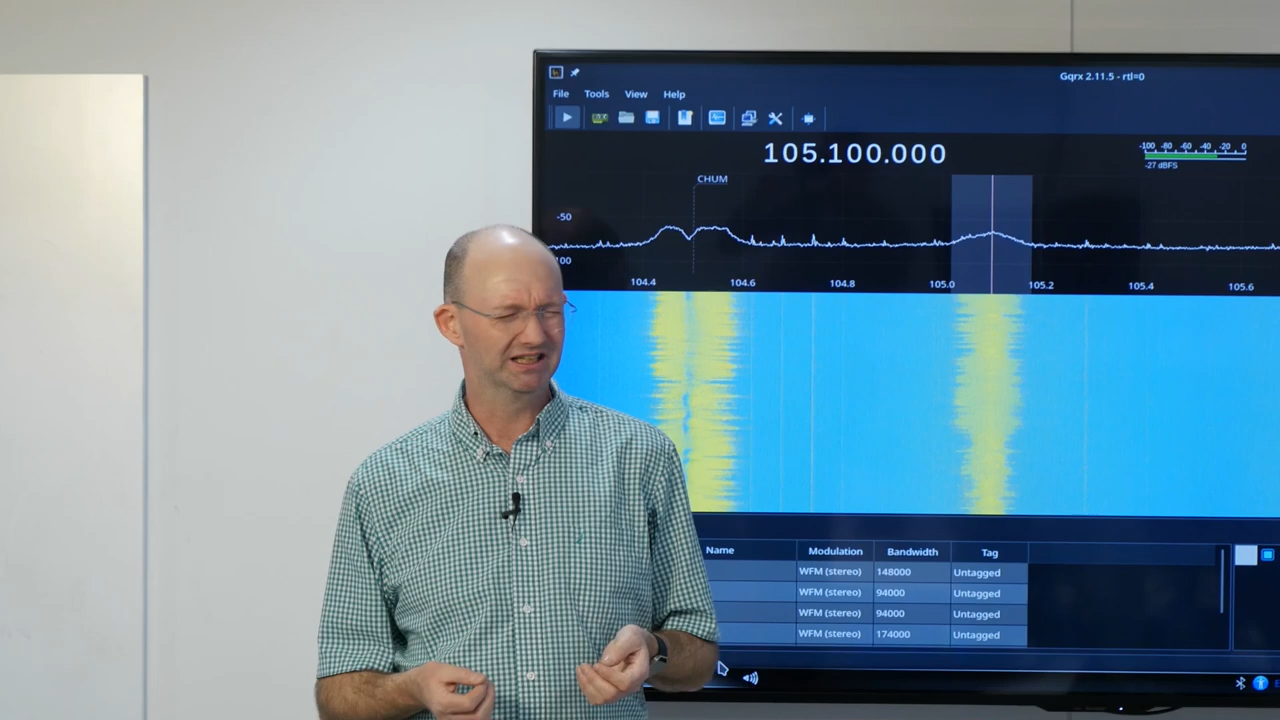 Gqrx 2.11.5 - rtl=0
File Tools View Help
105.100.000
-100 -80 -60 -40 -20 0
-27 dBFS
CHUM
-50
100
104.4 104.6 104.8 105.0 105.2 105.4 105.6
Name Modulation Bandwidth Tag
WFM (stereo) 148000 Untagged
WFM (stereo) 94000 Untagged
WFM (stereo) 94000 Untagged
WFM (stereo) 174000 Untagged